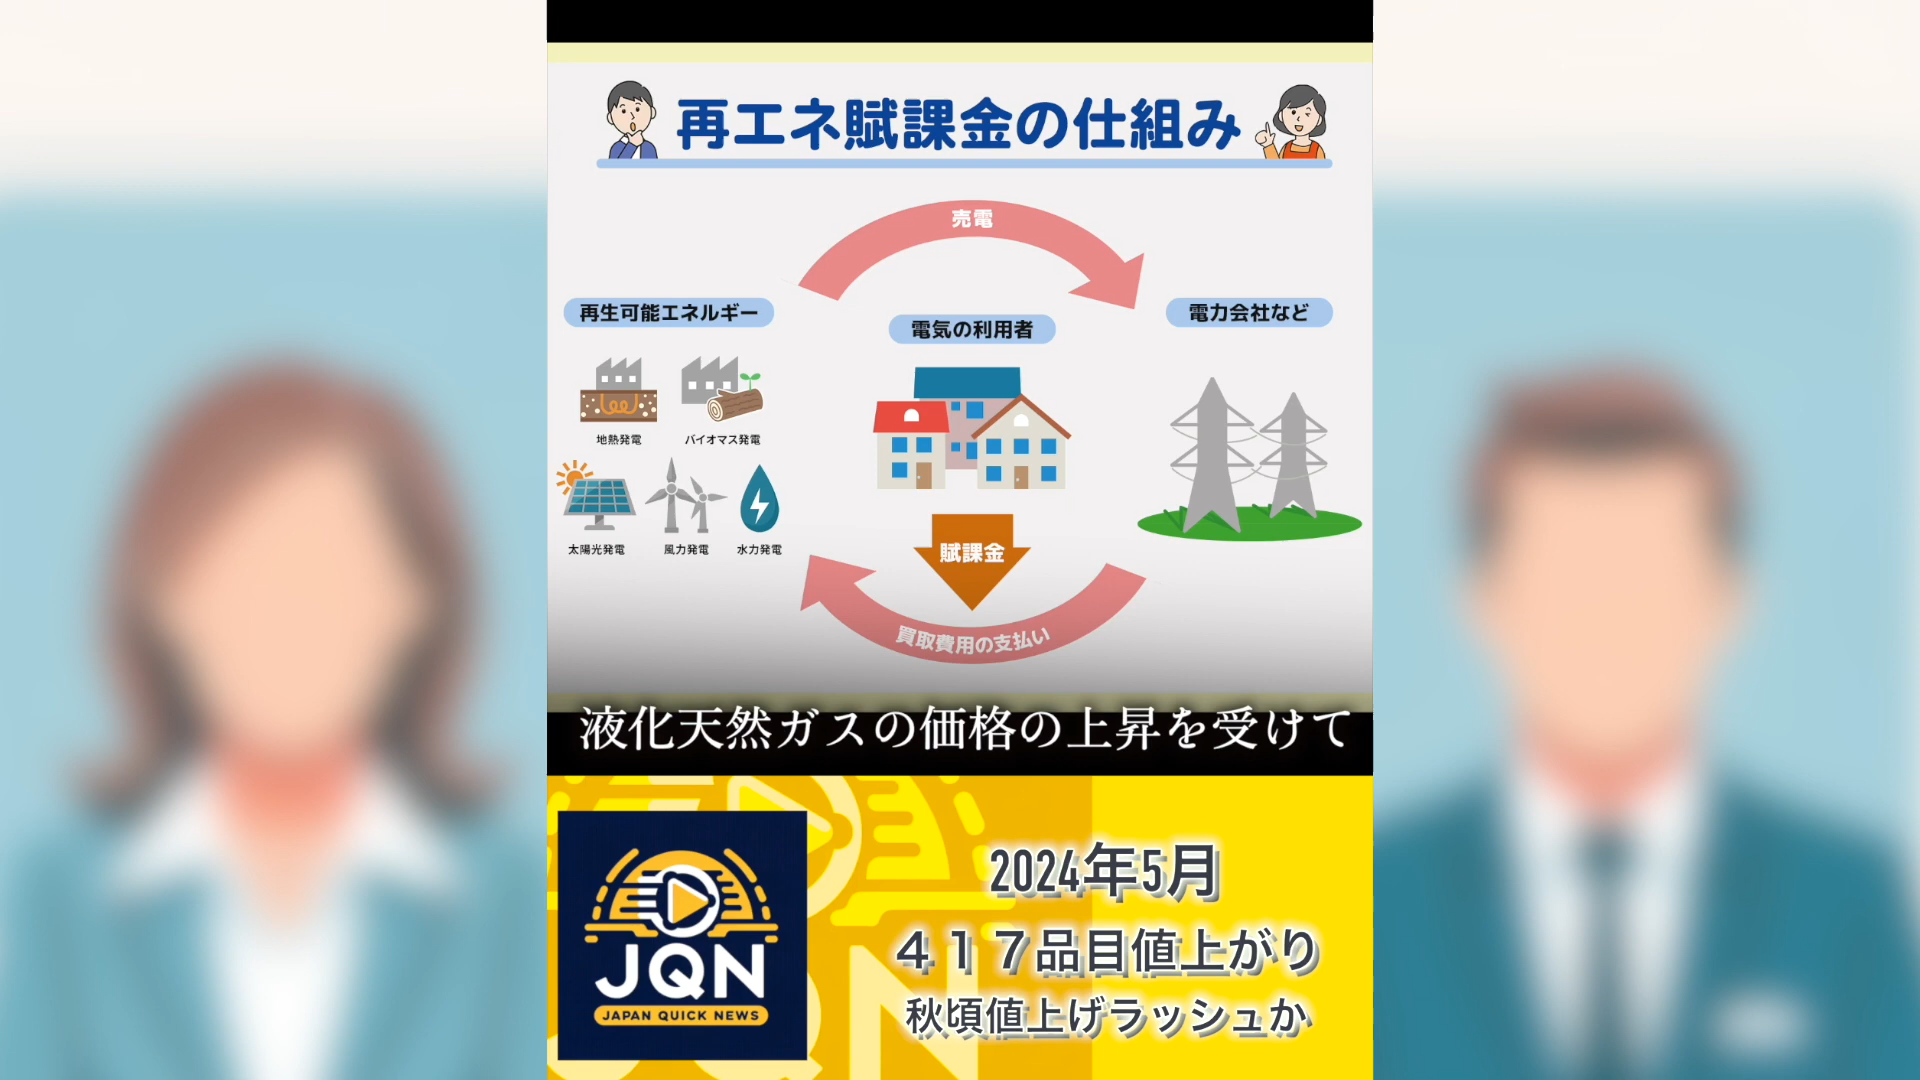 再エネ賦課金の仕組み
売電
再生可能エネルギー
電気の利用者
電力会社など
地熱発電
バイオマス発電
太陽光発電
風力発電
水力発電
賦課金
買取費用の支払い
液化天然ガスの価格の上昇を受けて
JQN
JAPAN QUICK NEWS
2024年5月
４１７品目値上がり
秋頃値上げラッシュか